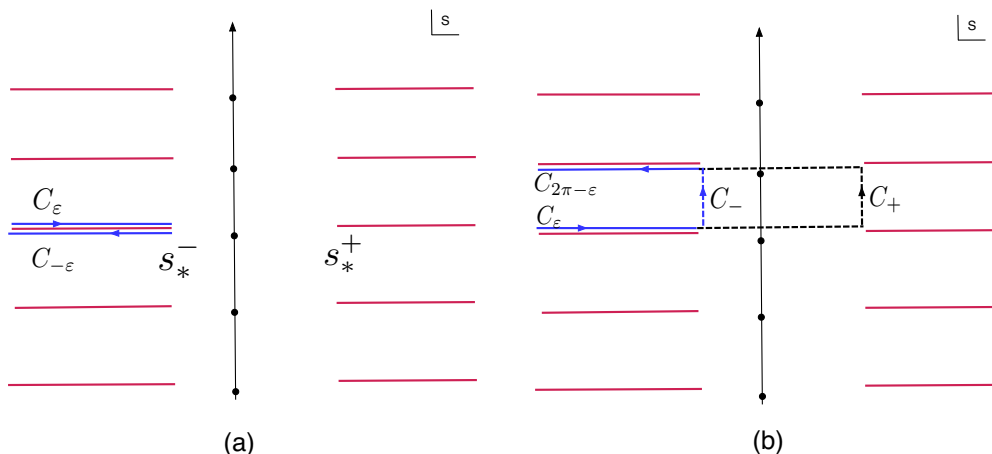 s
C_ε
C_{-ε}
s_*^-
s_*^+
(a)
s
C_{2π-ε}
C_ε
C_-
C_+
(b)